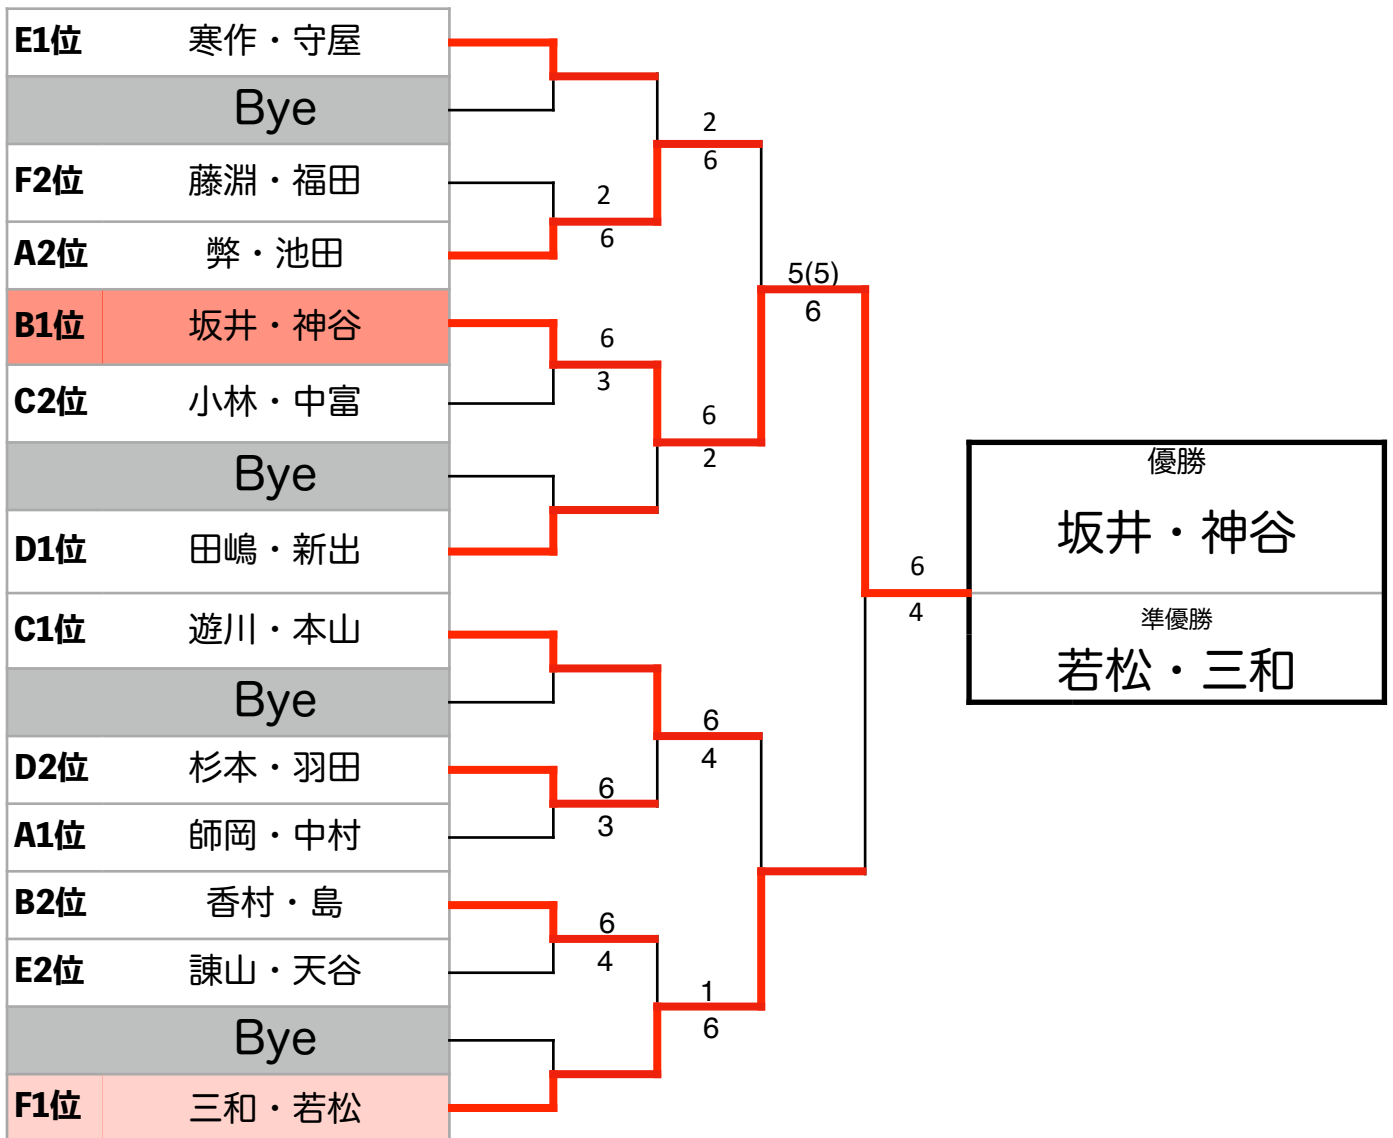 E1位 寒作・守屋
Bye
F2位 藤淵・福田
A2位 弊・池田
B1位 坂井・神谷
C2位 小林・中富
Bye
D1位 田嶋・新出
C1位 遊川・本山
Bye
D2位 杉本・羽田
A1位 師岡・中村
B2位 香村・島
E2位 諌山・天谷
Bye
F1位 三和・若松
2
6
6
3
6
3
6
4
2
6
6
2
6
4
1
6
5(5)
6
6
4
優勝
坂井・神谷
準優勝
若松・三和